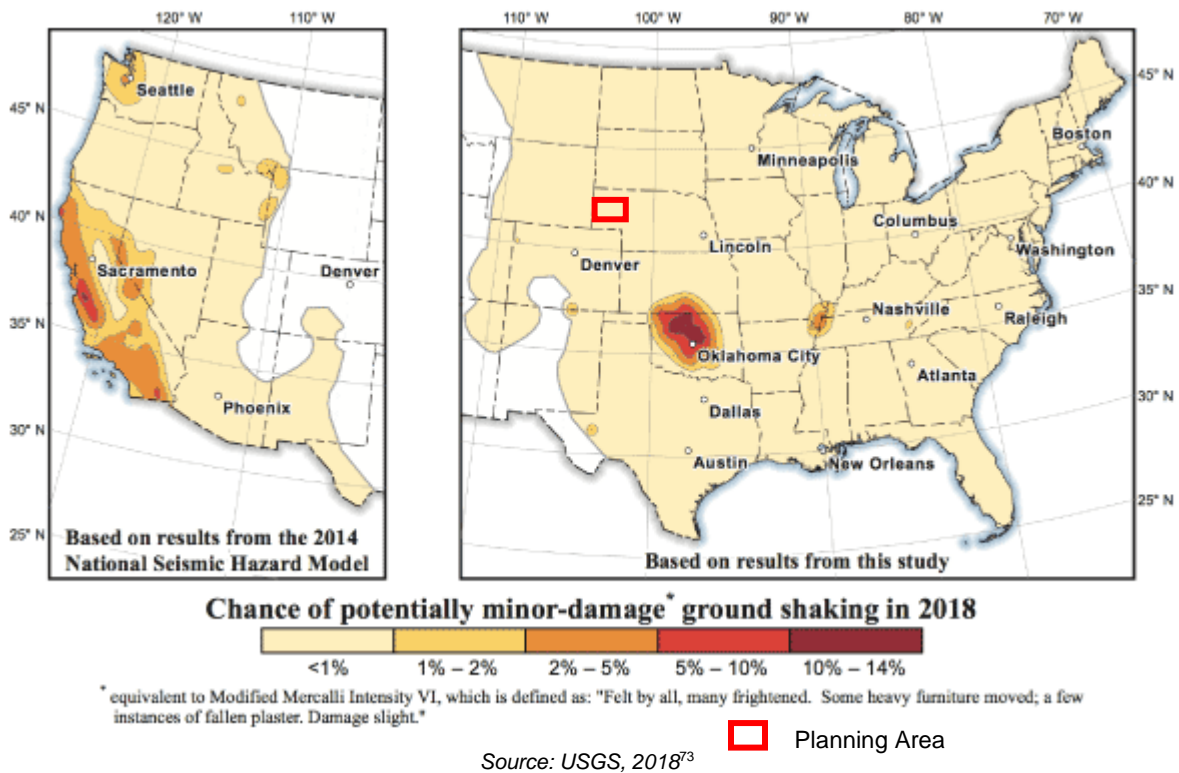 120° W 110° W
45° N
40° N
35° N
30° N
25° N
Seattle
Sacramento
Denver
Phoenix
Based on results from the 2014
National Seismic Hazard Model
110° W 100° W 90° W 80° W 70° W
45° N
40° N
35° N
30° N
25° N
Boston
Minneapolis
Columbus
Washington
Lincoln
Denver
Nashville
Raleigh
Oklahoma City
Atlanta
Dallas
Austin
New Orleans
Based on results from this study
Chance of potentially minor-damage* ground shaking in 2018
<1% 1% – 2% 2% – 5% 5% – 10% 10% – 14%
* equivalent to Modified Mercalli Intensity VI, which is defined as: "Felt by all, many frightened. Some heavy furniture moved; a few
instances of fallen plaster. Damage slight."
Planning Area
Source: USGS, 2018⁷³